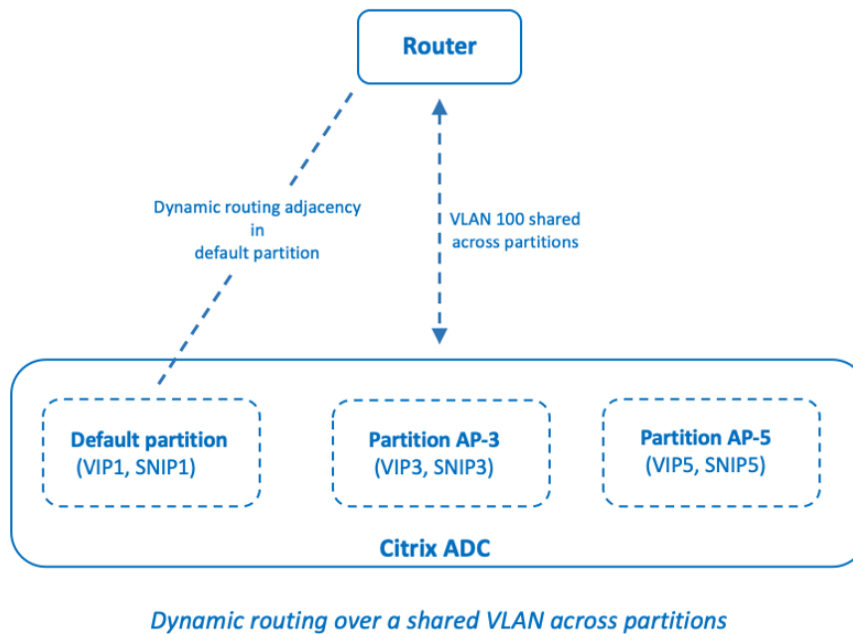 Router
Dynamic routing adjacency
in
default partition
VLAN 100 shared
across partitions
Default partition
(VIP1, SNIP1)
Partition AP-3
(VIP3, SNIP3)
Partition AP-5
(VIP5, SNIP5)
Citrix ADC
Dynamic routing over a shared VLAN across partitions